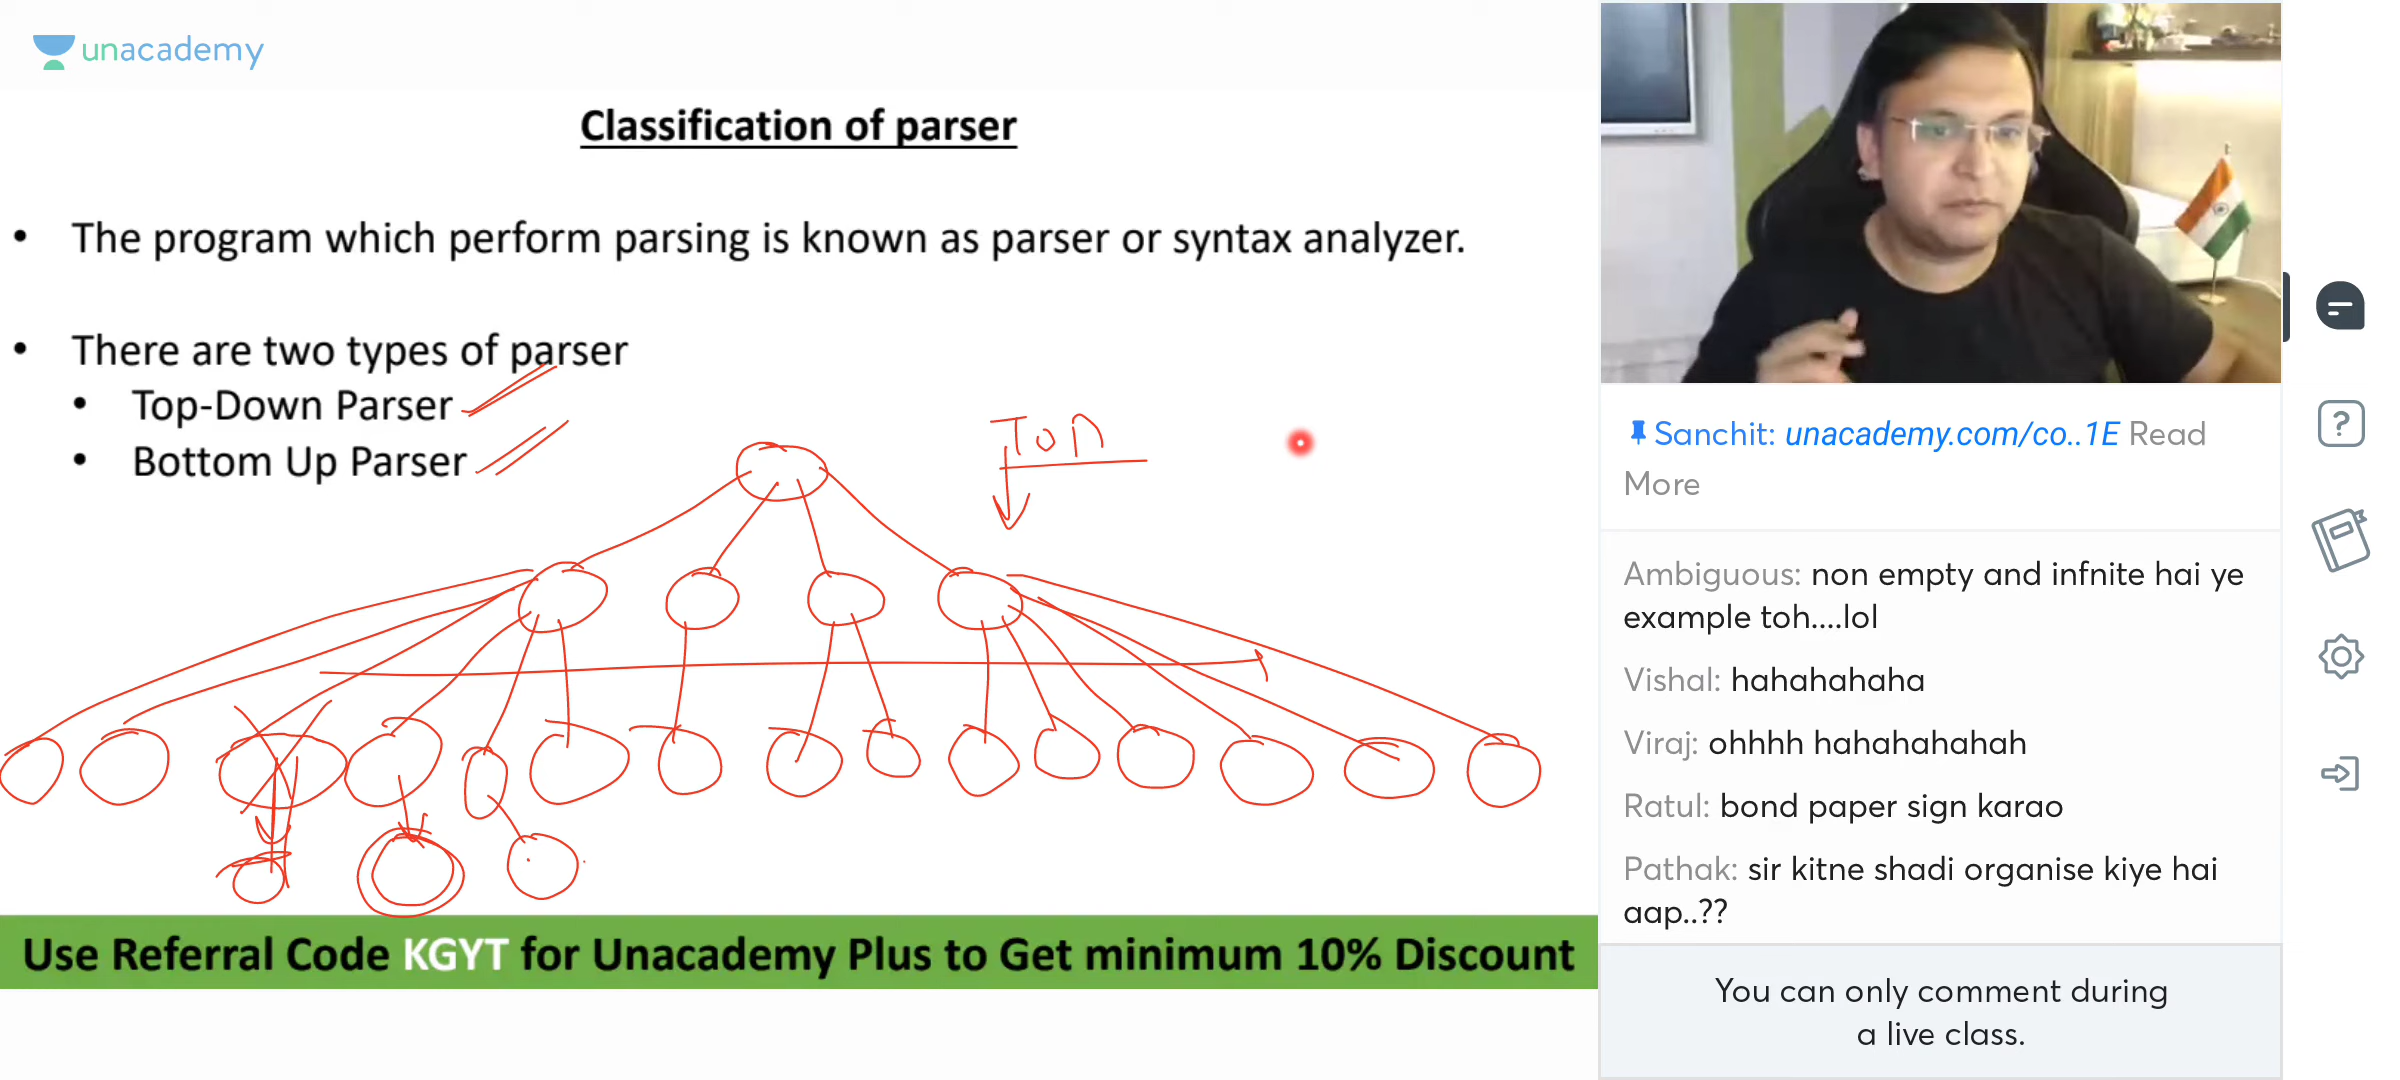 unacademy
Classification of parser
• The program which perform parsing is known as parser or syntax analyzer.
• There are two types of parser
• Top-Down Parser
• Bottom Up Parser
Top
Use Referral Code KGYT for Unacademy Plus to Get minimum 10% Discount
Sanchit: unacademy.com/co..1E Read
More
Ambiguous: non empty and infnite hai ye
example toh....lol
Vishal: hahahahaha
Viraj: ohhhh hahahahahah
Ratul: bond paper sign karao
Pathak: sir kitne shadi organise kiye hai
aap..??
You can only comment during
a live class.
?